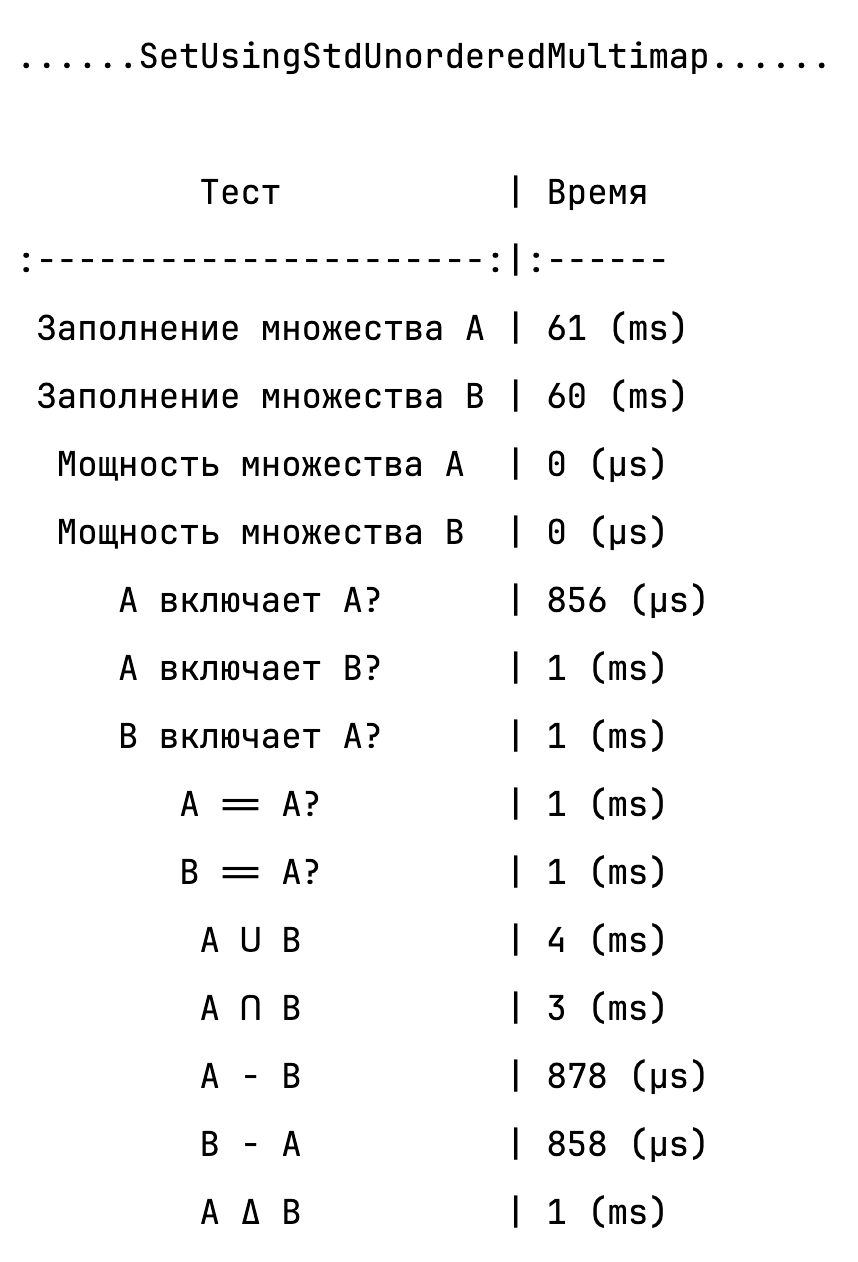 ......SetUsingStdUnorderedMultimap......
Тест | Время
:----------------------:|:------
Заполнение множества A | 61 (ms)
Заполнение множества B | 60 (ms)
Мощность множества A | 0 (µs)
Мощность множества B | 0 (µs)
A включает A? | 856 (µs)
A включает B? | 1 (ms)
B включает A? | 1 (ms)
A == A? | 1 (ms)
B == A? | 1 (ms)
A ∪ B | 4 (ms)
A ∩ B | 3 (ms)
A - B | 878 (µs)
B - A | 858 (µs)
A ∆ B | 1 (ms)